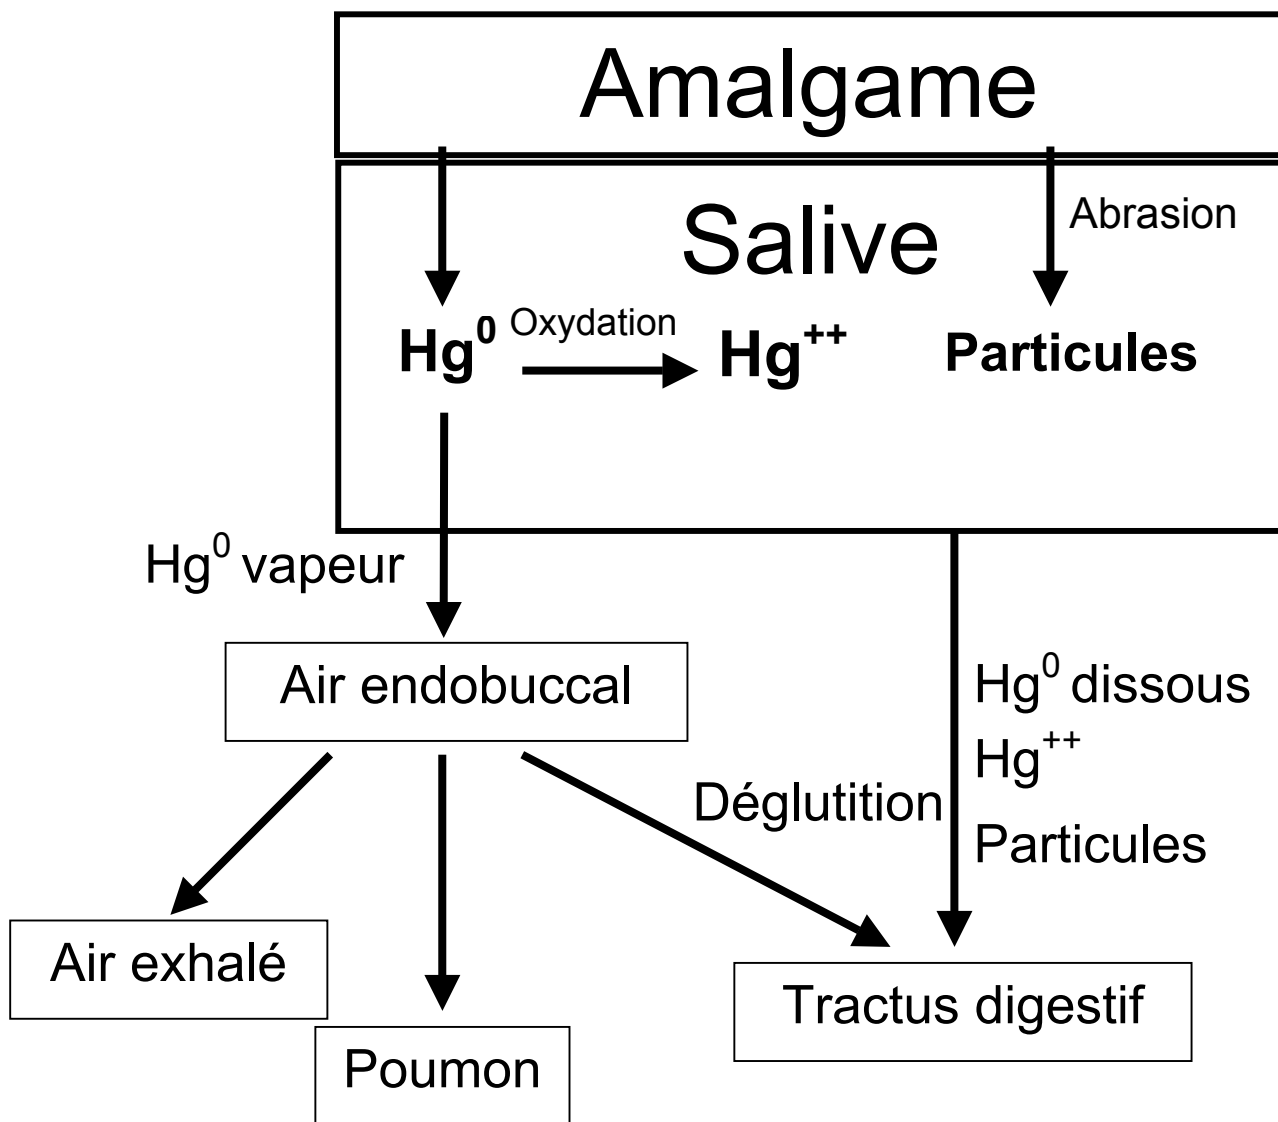 Amalgame
Salive
Abrasion
Hg⁰ Oxydation Hg⁺⁺ Particules
Hg⁰ vapeur
Air endobuccal
Hg⁰ dissous
Hg⁺⁺
Déglutition
Particules
Air exhalé
Tractus digestif
Poumon